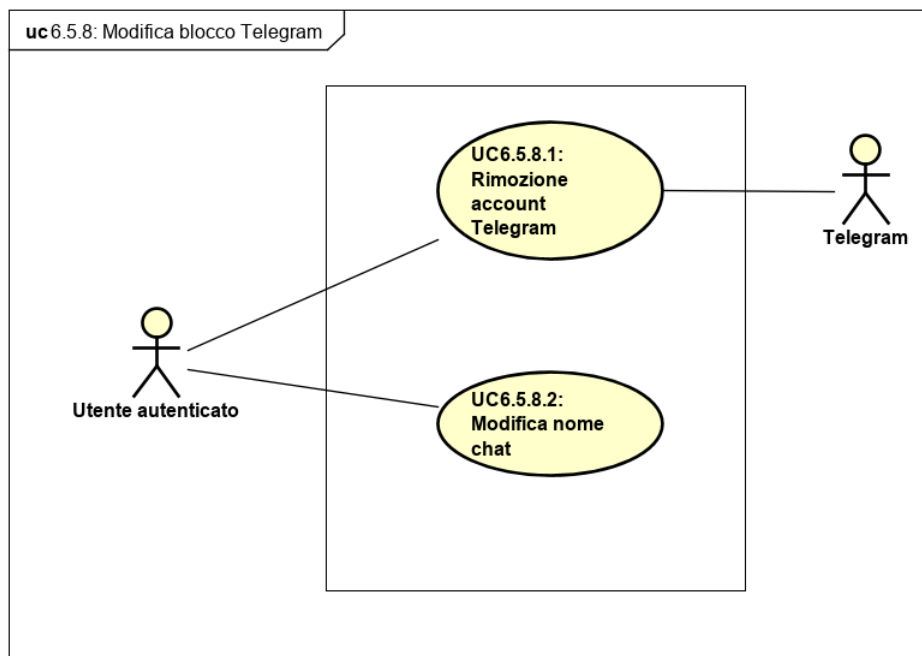 uc 6.5.8: Modifica blocco Telegram
UC6.5.8.1:
Rimozione
account
Telegram
Telegram
Utente autenticato
UC6.5.8.2:
Modifica nome
chat